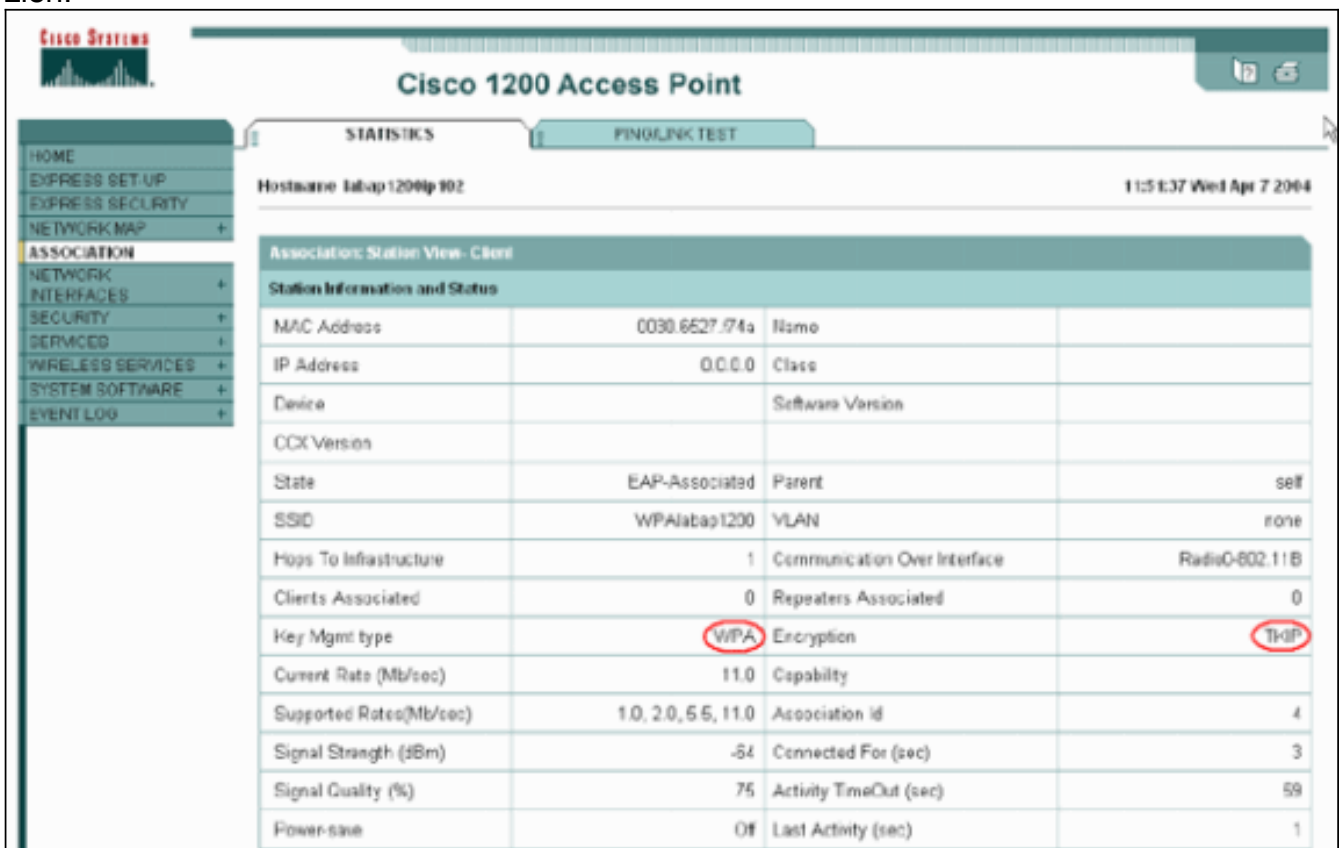 CISCO SYSTEMS
Cisco 1200 Access Point
STATISTICS PING/LINK TEST
HOME
EXPRESS SET-UP
EXPRESS SECURITY
NETWORK MAP +
ASSOCIATION
NETWORK INTERFACES +
SECURITY +
SERVICES +
WIRELESS SERVICES +
SYSTEM SOFTWARE +
EVENT LOG +
Hostname labap1200ip102 11:51:37 Wed Apr 7 2004
Association: Station View- Client
Station Information and Status
MAC Address Name
IP Address 0.0.0.0 Class
Device Software Version
CCX Version
State EAP-Associated Parent self
SSID WPAlabap1200 VLAN none
Hops To Infrastructure 1 Communication Over Interface Radio0-802.11B
Clients Associated 0 Repeaters Associated 0
Key Mgmt type WPA Encryption TKIP
Current Rate (Mb/sec) 11.0 Capability
Supported Rates(Mb/sec) 1.0, 2.0, 5.5, 11.0 Association Id 4
Signal Strength (dBm) Connected For (sec) 3
Signal Quality (%) 75 Activity TimeOut (sec) 59
Power-save Off Last Activity (sec) 1